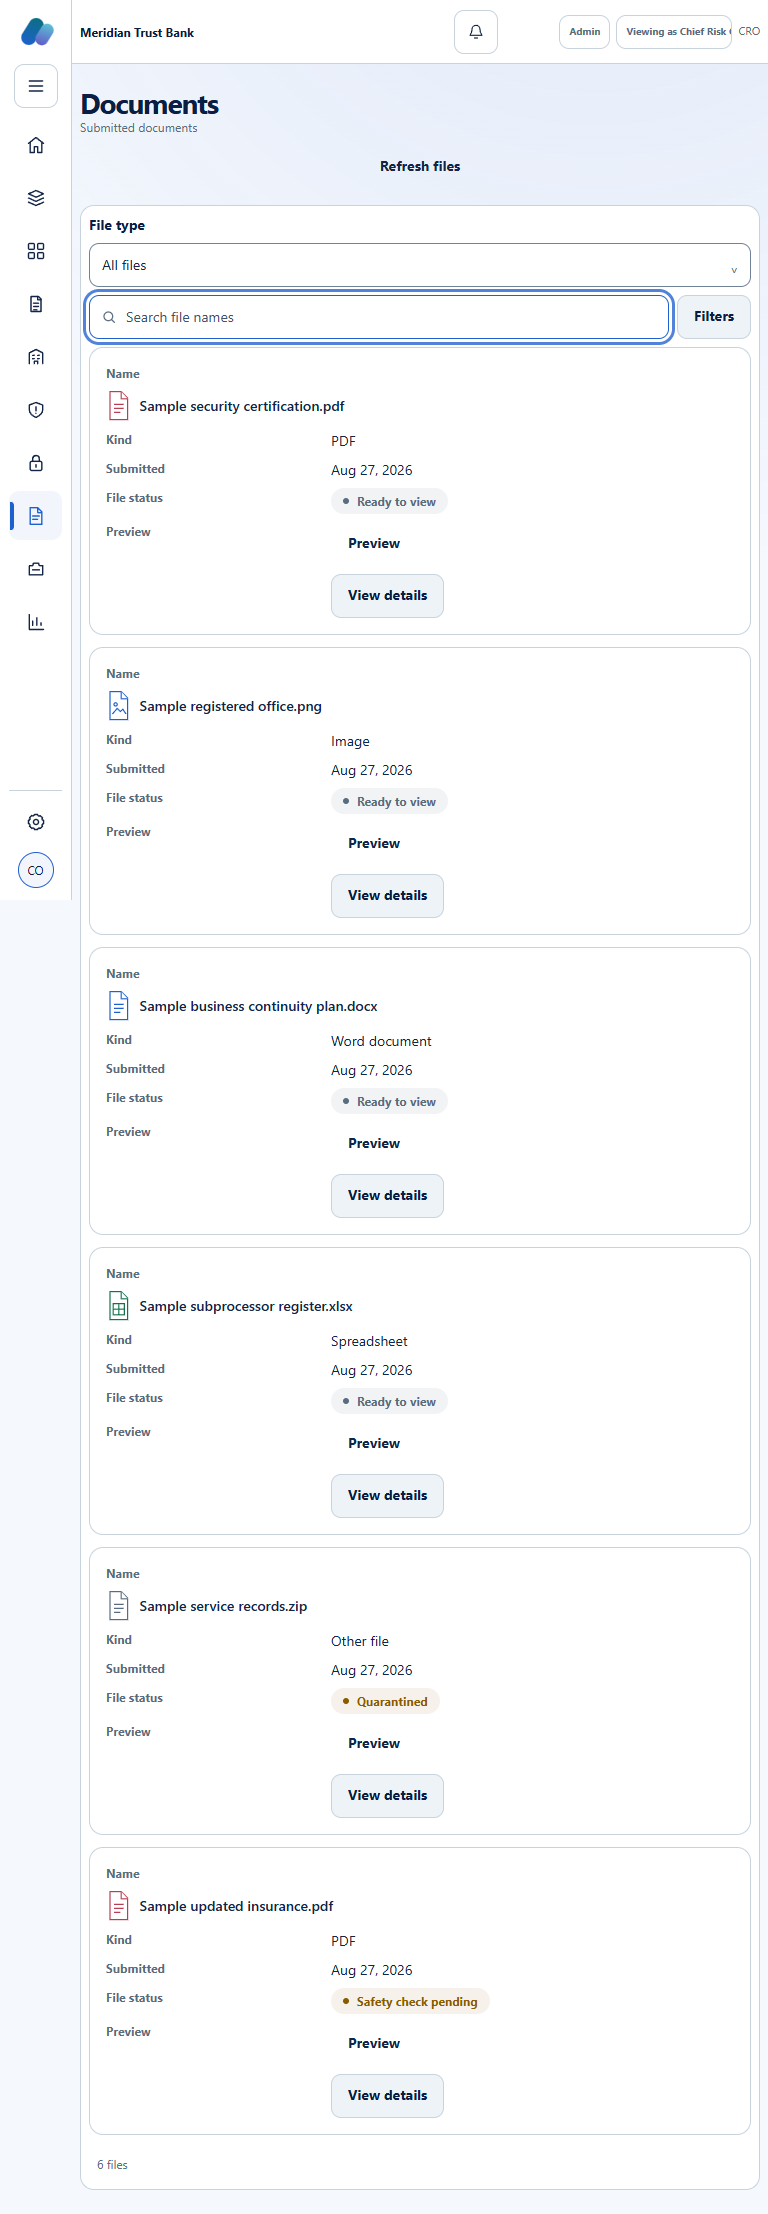 Meridian Trust Bank
Admin
Viewing as Chief Risk
CRO
Documents
Submitted documents
Refresh files
File type
All files
Search file names
Filters
Name
Sample security certification.pdf
Kind PDF
Submitted Aug 27, 2026
File status Ready to view
Preview Preview
View details
Name
Sample registered office.png
Kind Image
Submitted Aug 27, 2026
File status Ready to view
Preview Preview
View details
CO
Name
Sample business continuity plan.docx
Kind Word document
Submitted Aug 27, 2026
File status Ready to view
Preview Preview
View details
Name
Sample subprocessor register.xlsx
Kind Spreadsheet
Submitted Aug 27, 2026
File status Ready to view
Preview Preview
View details
Name
Sample service records.zip
Kind Other file
Submitted Aug 27, 2026
File status Quarantined
Preview Preview
View details
Name
Sample updated insurance.pdf
Kind PDF
Submitted Aug 27, 2026
File status Safety check pending
Preview Preview
View details
6 files